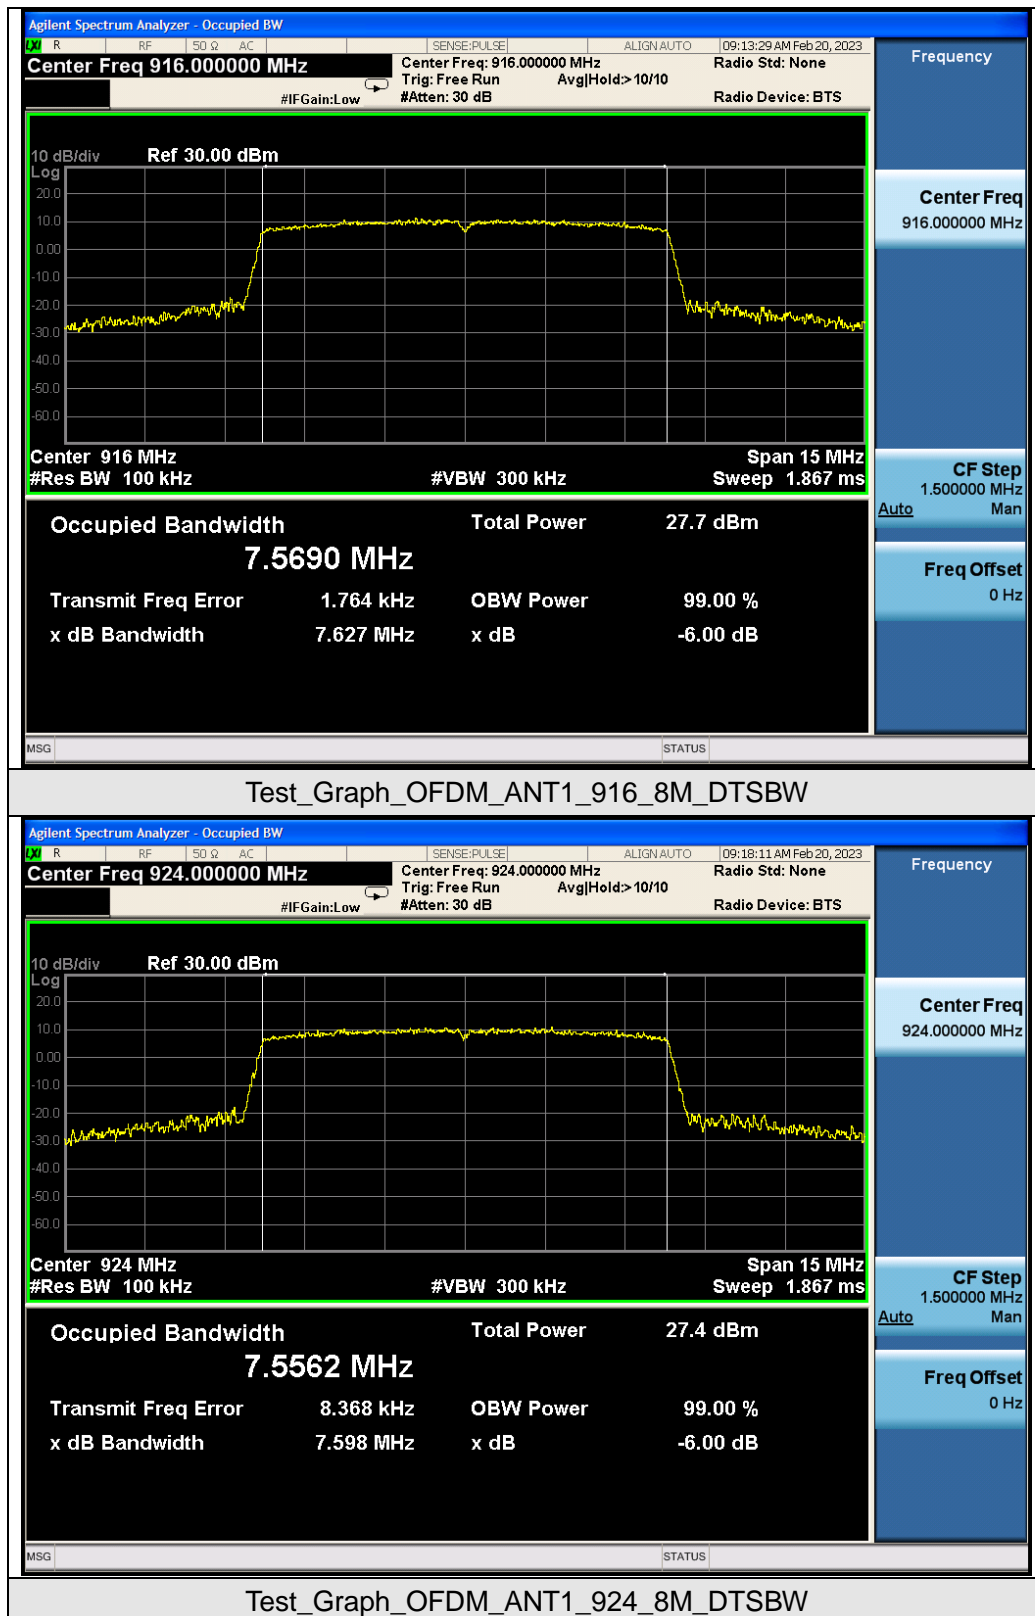 Agilent Spectrum Analyzer - Occupied BW
LXI R RF 50 Ω AC SENSE:PULSE ALIGN AUTO 09:13:29 AM Feb 20, 2023
Center Freq 916.000000 MHz
Center Freq: 916.000000 MHz Radio Std: None
Trig: Free Run Avg|Hold:> 10/10
#IFGain:Low #Atten: 30 dB Radio Device: BTS
10 dB/div Ref 30.00 dBm
Log
20.0
10.0
0.00
-10.0
-20.0
-30.0
-40.0
-50.0
-60.0
Center 916 MHz Span 15 MHz
#Res BW 100 kHz #VBW 300 kHz Sweep 1.867 ms
Occupied Bandwidth Total Power 27.7 dBm
7.5690 MHz
Transmit Freq Error 1.764 kHz OBW Power 99.00 %
x dB Bandwidth 7.627 MHz x dB -6.00 dB
MSG STATUS
Frequency
Center Freq
916.000000 MHz
CF Step
1.500000 MHz
Auto Man
Freq Offset
0 Hz
Test_Graph_OFDM_ANT1_916_8M_DTSBW
Agilent Spectrum Analyzer - Occupied BW
LXI R RF 50 Ω AC SENSE:PULSE ALIGN AUTO 09:18:11 AM Feb 20, 2023
Center Freq 924.000000 MHz
Center Freq: 924.000000 MHz Radio Std: None
Trig: Free Run Avg|Hold:> 10/10
#IFGain:Low #Atten: 30 dB Radio Device: BTS
10 dB/div Ref 30.00 dBm
Log
20.0
10.0
0.00
-10.0
-20.0
-30.0
-40.0
-50.0
-60.0
Center 924 MHz Span 15 MHz
#Res BW 100 kHz #VBW 300 kHz Sweep 1.867 ms
Occupied Bandwidth Total Power 27.4 dBm
7.5562 MHz
Transmit Freq Error 8.368 kHz OBW Power 99.00 %
x dB Bandwidth 7.598 MHz x dB -6.00 dB
MSG STATUS
Frequency
Center Freq
924.000000 MHz
CF Step
1.500000 MHz
Auto Man
Freq Offset
0 Hz
Test_Graph_OFDM_ANT1_924_8M_DTSBW